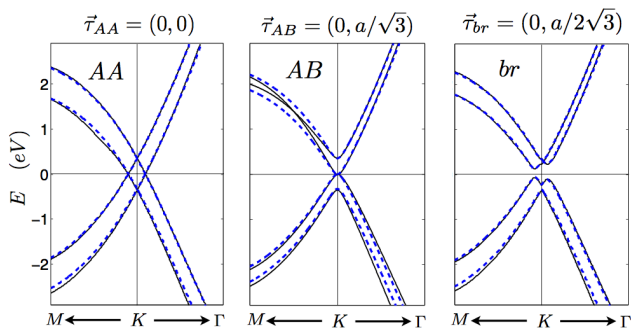 τ⃗_AA = (0, 0) τ⃗_AB = (0, a/√3) τ⃗_br = (0, a/2√3)
AA AB br
2
1
0
-1
-2
E (eV)
M K Γ M K Γ M K Γ